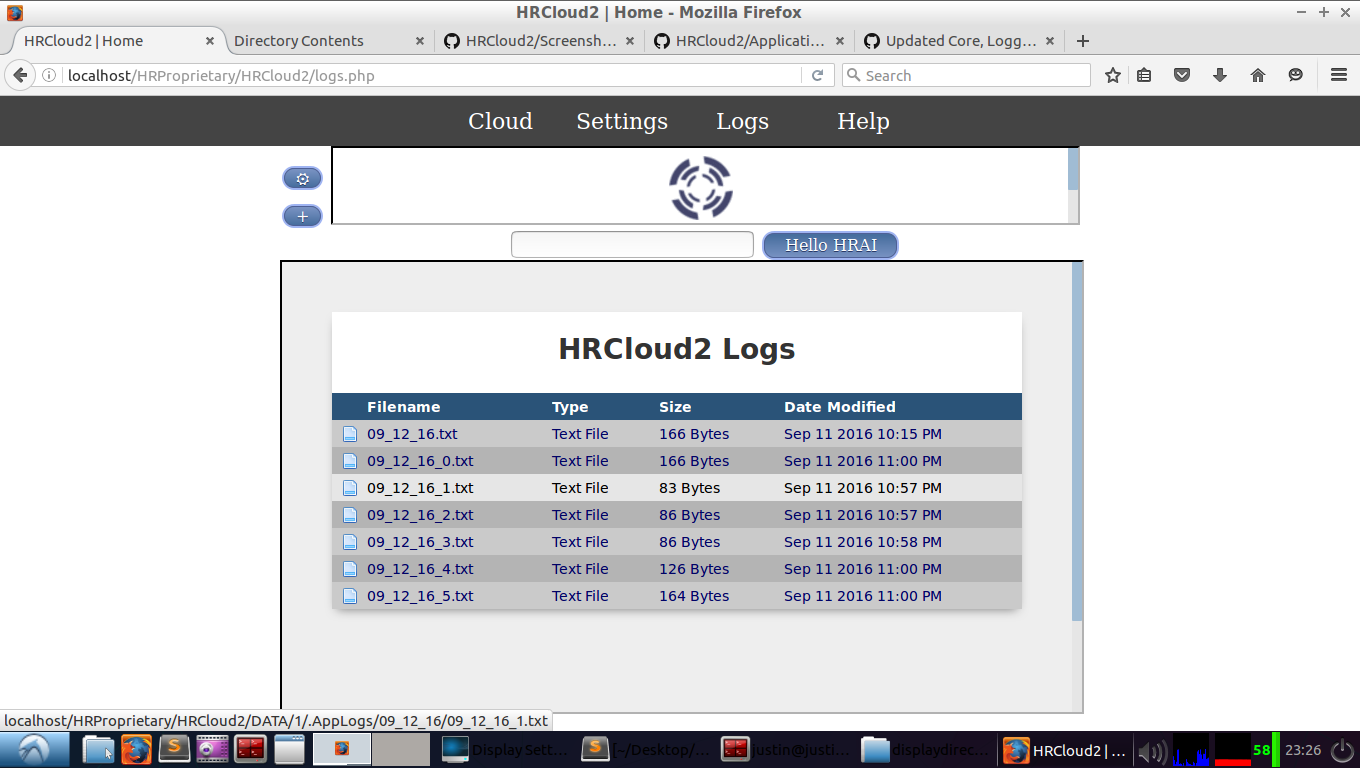 HRCloud2 | Home - Mozilla Firefox
HRCloud2 | Home × Directory Contents × HRCloud2/Screensh... × HRCloud2/Applicati... × Updated Core, Logg... × +
localhost/HRProprietary/HRCloud2/logs.php Search
Cloud Settings Logs Help
+
Hello HRAI
HRCloud2 Logs
Filename Type Size Date Modified
09_12_16.txt Text File 166 Bytes Sep 11 2016 10:15 PM
09_12_16_0.txt Text File 166 Bytes Sep 11 2016 11:00 PM
09_12_16_1.txt Text File 83 Bytes Sep 11 2016 10:57 PM
09_12_16_2.txt Text File 86 Bytes Sep 11 2016 10:57 PM
09_12_16_3.txt Text File 86 Bytes Sep 11 2016 10:58 PM
09_12_16_4.txt Text File 126 Bytes Sep 11 2016 11:00 PM
09_12_16_5.txt Text File 164 Bytes Sep 11 2016 11:00 PM
localhost/HRProprietary/HRCloud2/DATA/1/.AppLogs/09_12_16/09_12_16_1.txt
Display Sett... [~/Desktop/... justin@justi... displaydirec... HRCloud2 | ... 58 23:26